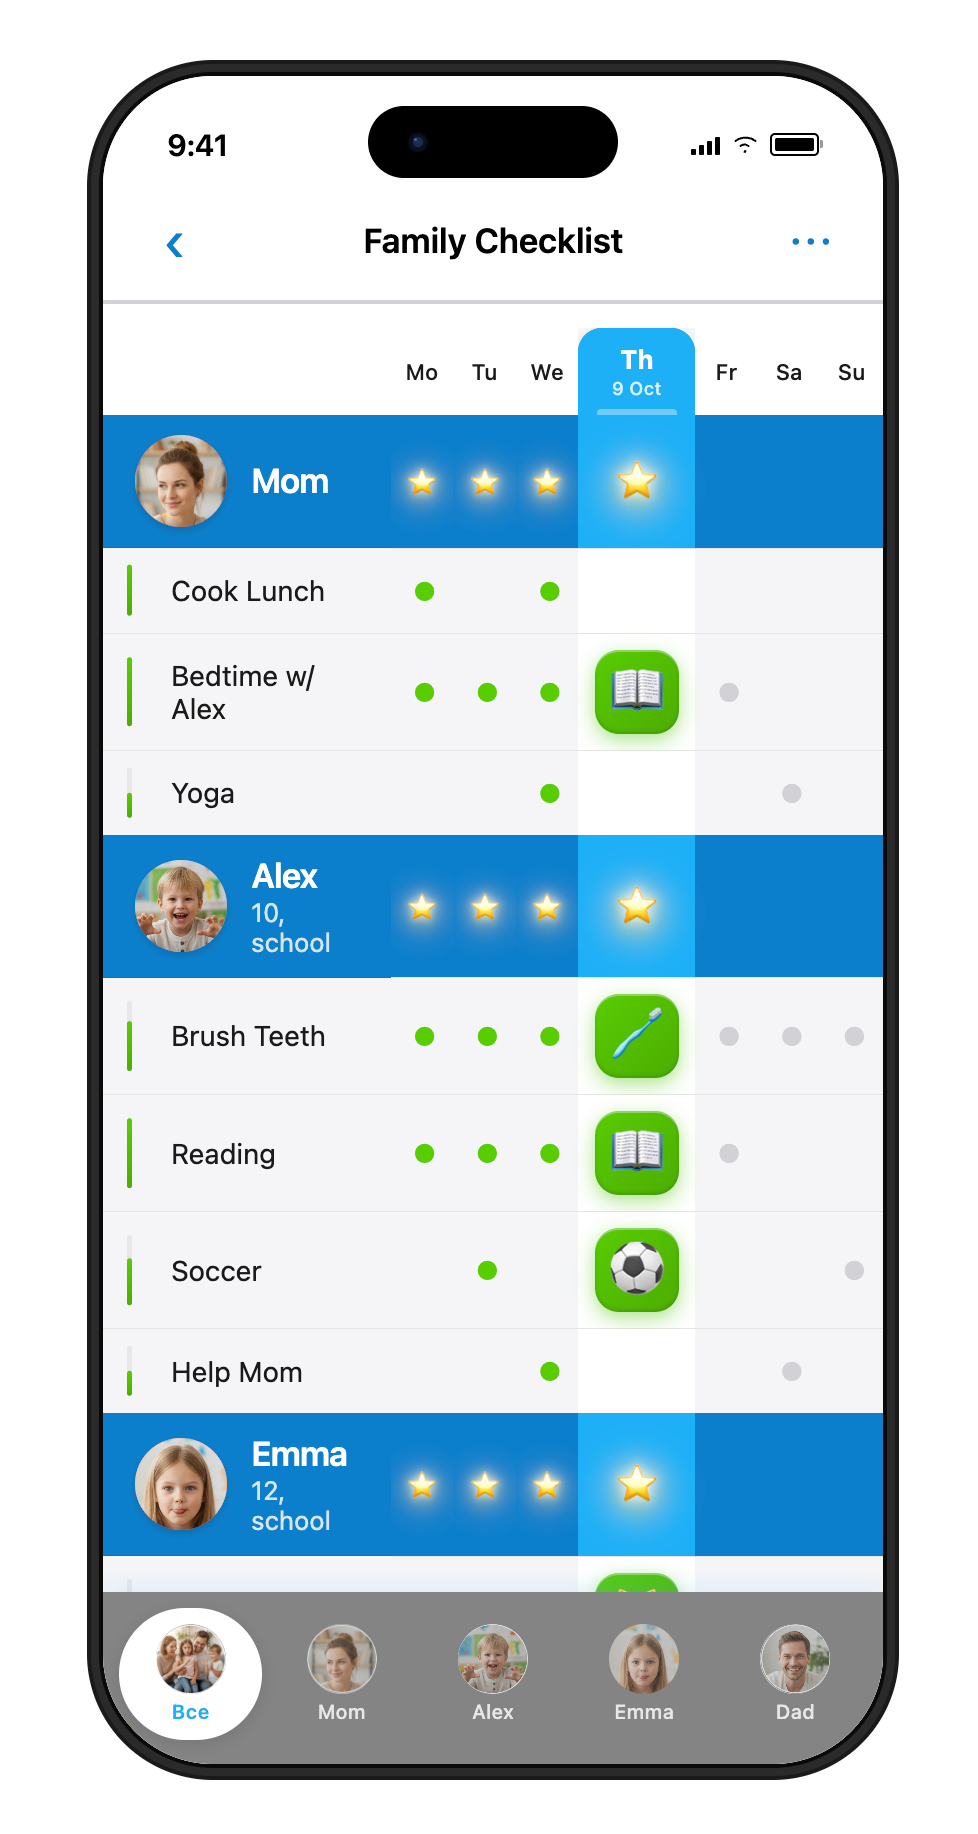 9:41
Family Checklist
Mo Tu We Th Fr Sa Su
9 Oct
Mom
Cook Lunch
Bedtime w/
Alex
Yoga
Alex
10,
school
Brush Teeth
Reading
Soccer
Help Mom
Emma
12,
school
Все Mom Alex Emma Dad